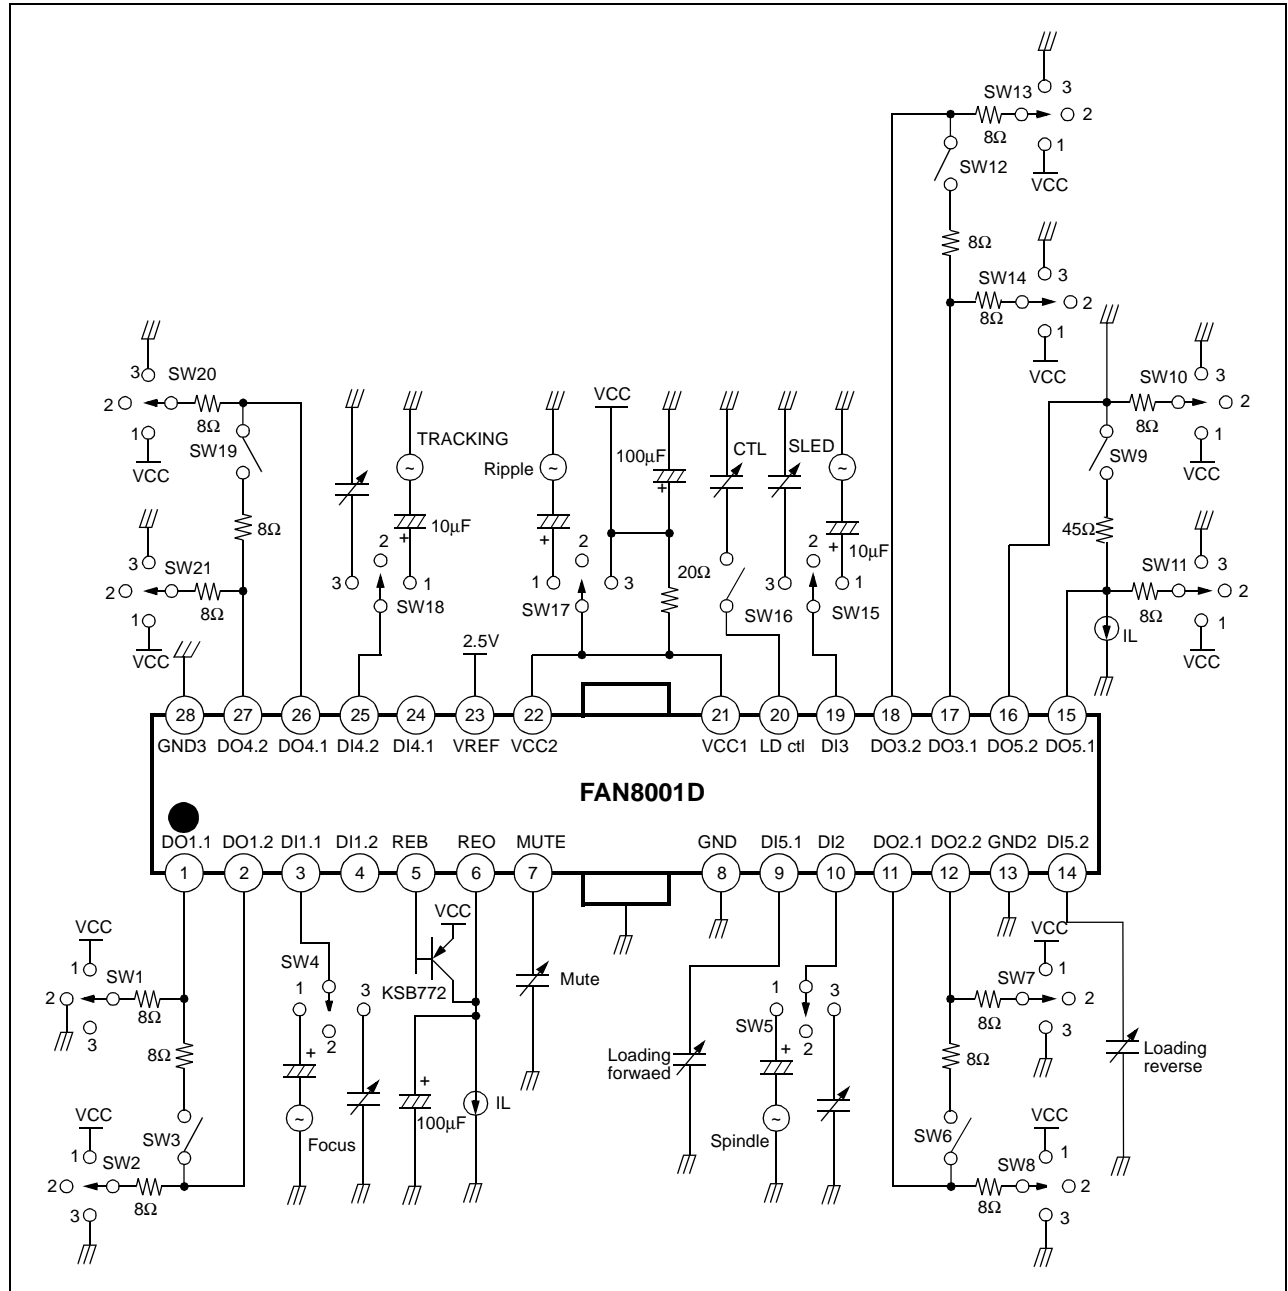 3
SW13
2
8Ω
1
SW12
VCC
8Ω
3
SW14
2
8Ω
1
VCC
3
SW20
2
8Ω
1
SW19
VCC
8Ω
3
SW21
2
8Ω
1
VCC
TRACKING
10µF
2
3
1
SW18
Ripple
VCC
100µF
+
+
+
2
1
3
SW17
20Ω
2.5V
CTL
SLED
SW16
+
10µF
2
3
1
SW15
3
SW10
2
8Ω
1
SW9
VCC
45Ω
3
SW11
2
8Ω
1
IL
VCC
28 27 26 25 24 23 22 21 20 19 18 17 16 15
GND3 DO4.2 DO4.1 DI4.2 DI4.1 VREF VCC2 VCC1 LD ctl DI3 DO3.2 DO3.1 DO5.2 DO5.1
FAN8001D
DO1.1 DO1.2 DI1.1 DI1.2 REB REO MUTE GND DI5.1 DI2 DO2.1 DO2.2 GND2 DI5.2
1 2 3 4 5 6 7 8 9 10 11 12 13 14
VCC
1
SW1
2
8Ω
3
8Ω
VCC
SW3
1
SW2
2
8Ω
3
SW4
1
3
2
+
Focus
VCC
KSB772
+
100µF
IL
Mute
Loading
forwaed
1
3
SW5
2
+
Spindle
VCC
1
SW7
2
8Ω
3
8Ω
VCC
SW6
1
SW8
2
8Ω
3
Loading
reverse